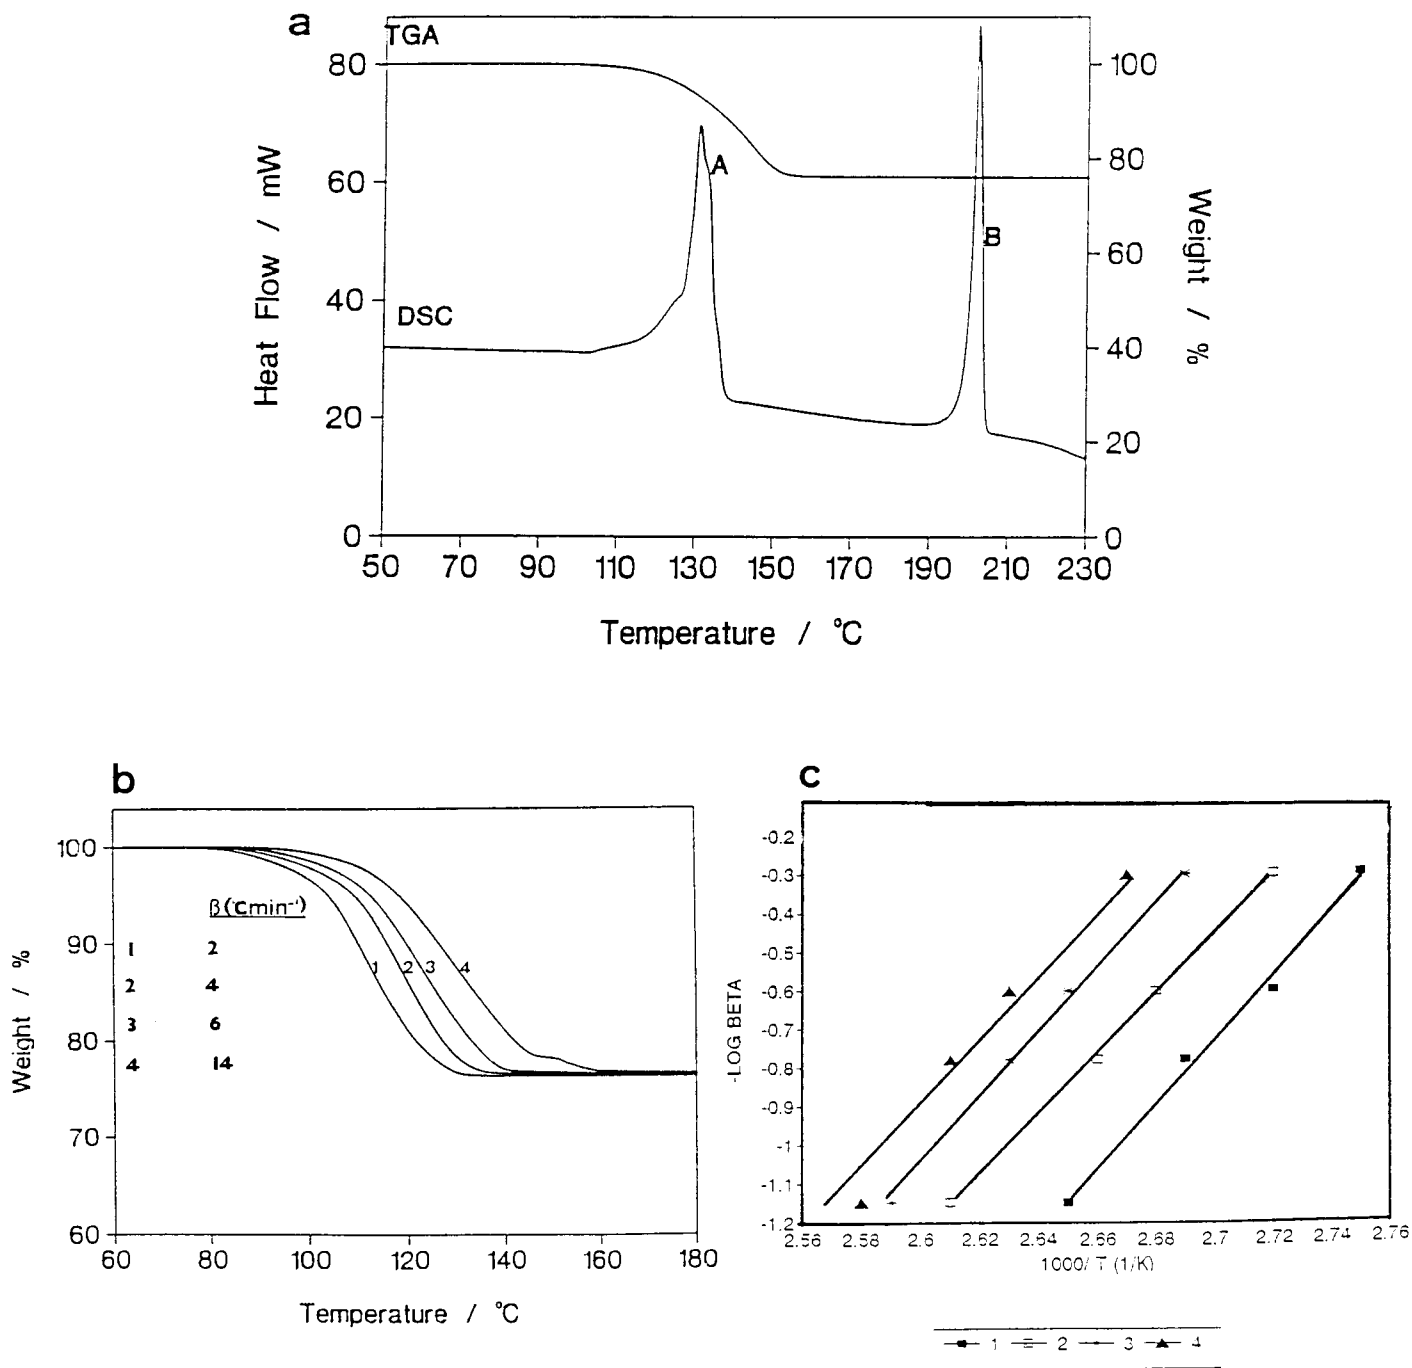 a
TGA
80
60
40
20
0
Heat Flow / mW
100
80
60
40
20
0
Weight / %
A
B
DSC
50 70 90 110 130 150 170 190 210 230
Temperature / °C
b
100
90
80
70
60
Weight / %
β(℃min⁻¹)
1 2
2 4
3 6
4 14
1 2 3 4
60 80 100 120 140 160 180
Temperature / °C
c
-0.2
-0.3
-0.4
-0.5
-0.6
-0.7
-0.8
-0.9
-1
-1.1
-1.2
-LOG BETA
2.56 2.58 2.6 2.62 2.64 2.66 2.68 2.7 2.72 2.74 2.76
1000/ T (1/K)
1 2 3 4